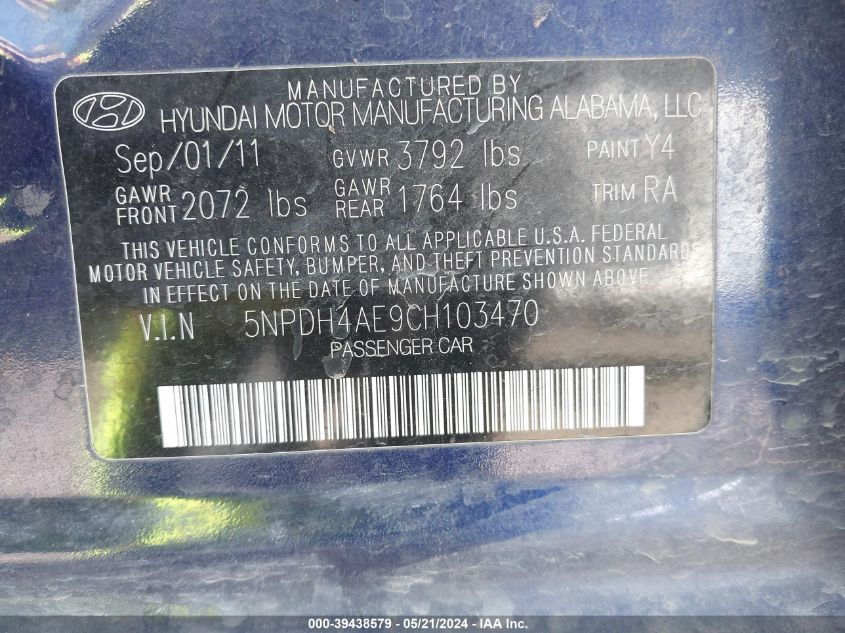 MANUFACTURED BY
HYUNDAI MOTOR MANUFACTURING ALABAMA, LLC
Sep/01/11 GVWR 3792 lbs PAINT Y4
GAWR FRONT 2072 lbs GAWR REAR 1764 lbs TRIM RA
THIS VEHICLE CONFORMS TO ALL APPLICABLE U.S.A. FEDERAL
MOTOR VEHICLE SAFETY, BUMPER, AND THEFT PREVENTION STANDARDS
IN EFFECT ON THE DATE OF MANUFACTURE SHOWN ABOVE.
V.I.N 5NPDH4AE9CH103470
PASSENGER CAR
000-39438579 - 05/21/2024 - IAA Inc.